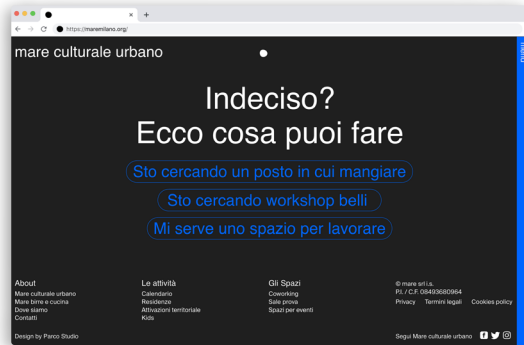 https://maremilano.org/
mare culturale urbano
menu
Indeciso?
Ecco cosa puoi fare
Sto cercando un posto in cui mangiare
Sto cercando workshop belli
Mi serve uno spazio per lavorare
About
Mare culturale urbano
Mare birre e cucina
Dove siamo
Contatti
Le attività
Calendario
Residenze
Attivazioni territoriale
Kids
Gli Spazi
Coworking
Sale prova
Spazi per eventi
© mare srl i.s.
P.I. / C.F. 08493680964
Privacy Termini legali Cookies policy
Design by Parco Studio
Segui Mare culturale urbano